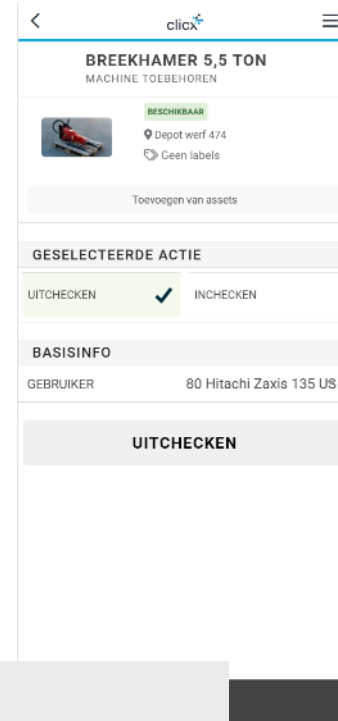 clicx
BREEKHAMER 5,5 TON
MACHINE TOEBEHOREN
BESCHIKBAAR
Depot werf 474
Geen labels
Toevoegen van assets
GESELECTEERDE ACTIE
UITCHECKEN
INCHECKEN
BASISINFO
GEBRUIKER 80 Hitachi Zaxis 135 US
UITCHECKEN